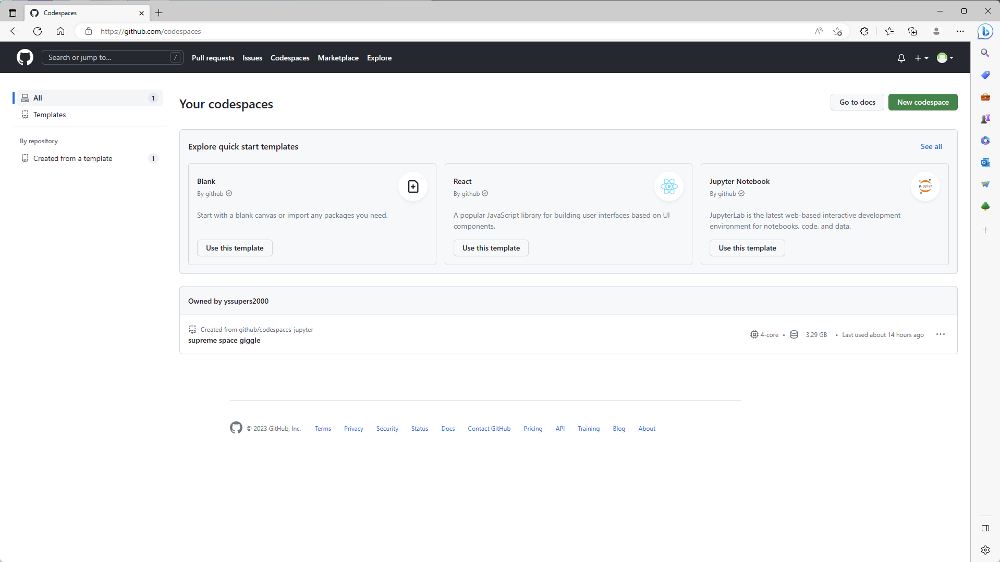 Codespaces
https://github.com/codespaces
Search or jump to... /
Pull requests
Issues
Codespaces
Marketplace
Explore
All 1
Templates
By repository
Created from a template 1
Your codespaces
Go to docs
New codespace
Explore quick start templates
See all
Blank
By github
Start with a blank canvas or import any packages you need.
Use this template
React
By github
A popular JavaScript library for building user interfaces based on UI
components.
Use this template
Jupyter Notebook
By github
jupyter
JupyterLab is the latest web-based interactive development
environment for notebooks, code, and data.
Use this template
Owned by yssupers2000
Created from github/codespaces-jupyter
supreme space giggle
4-core • 3.29 GB • Last used about 14 hours ago
© 2023 GitHub, Inc. Terms Privacy Security Status Docs Contact GitHub Pricing API Training Blog About